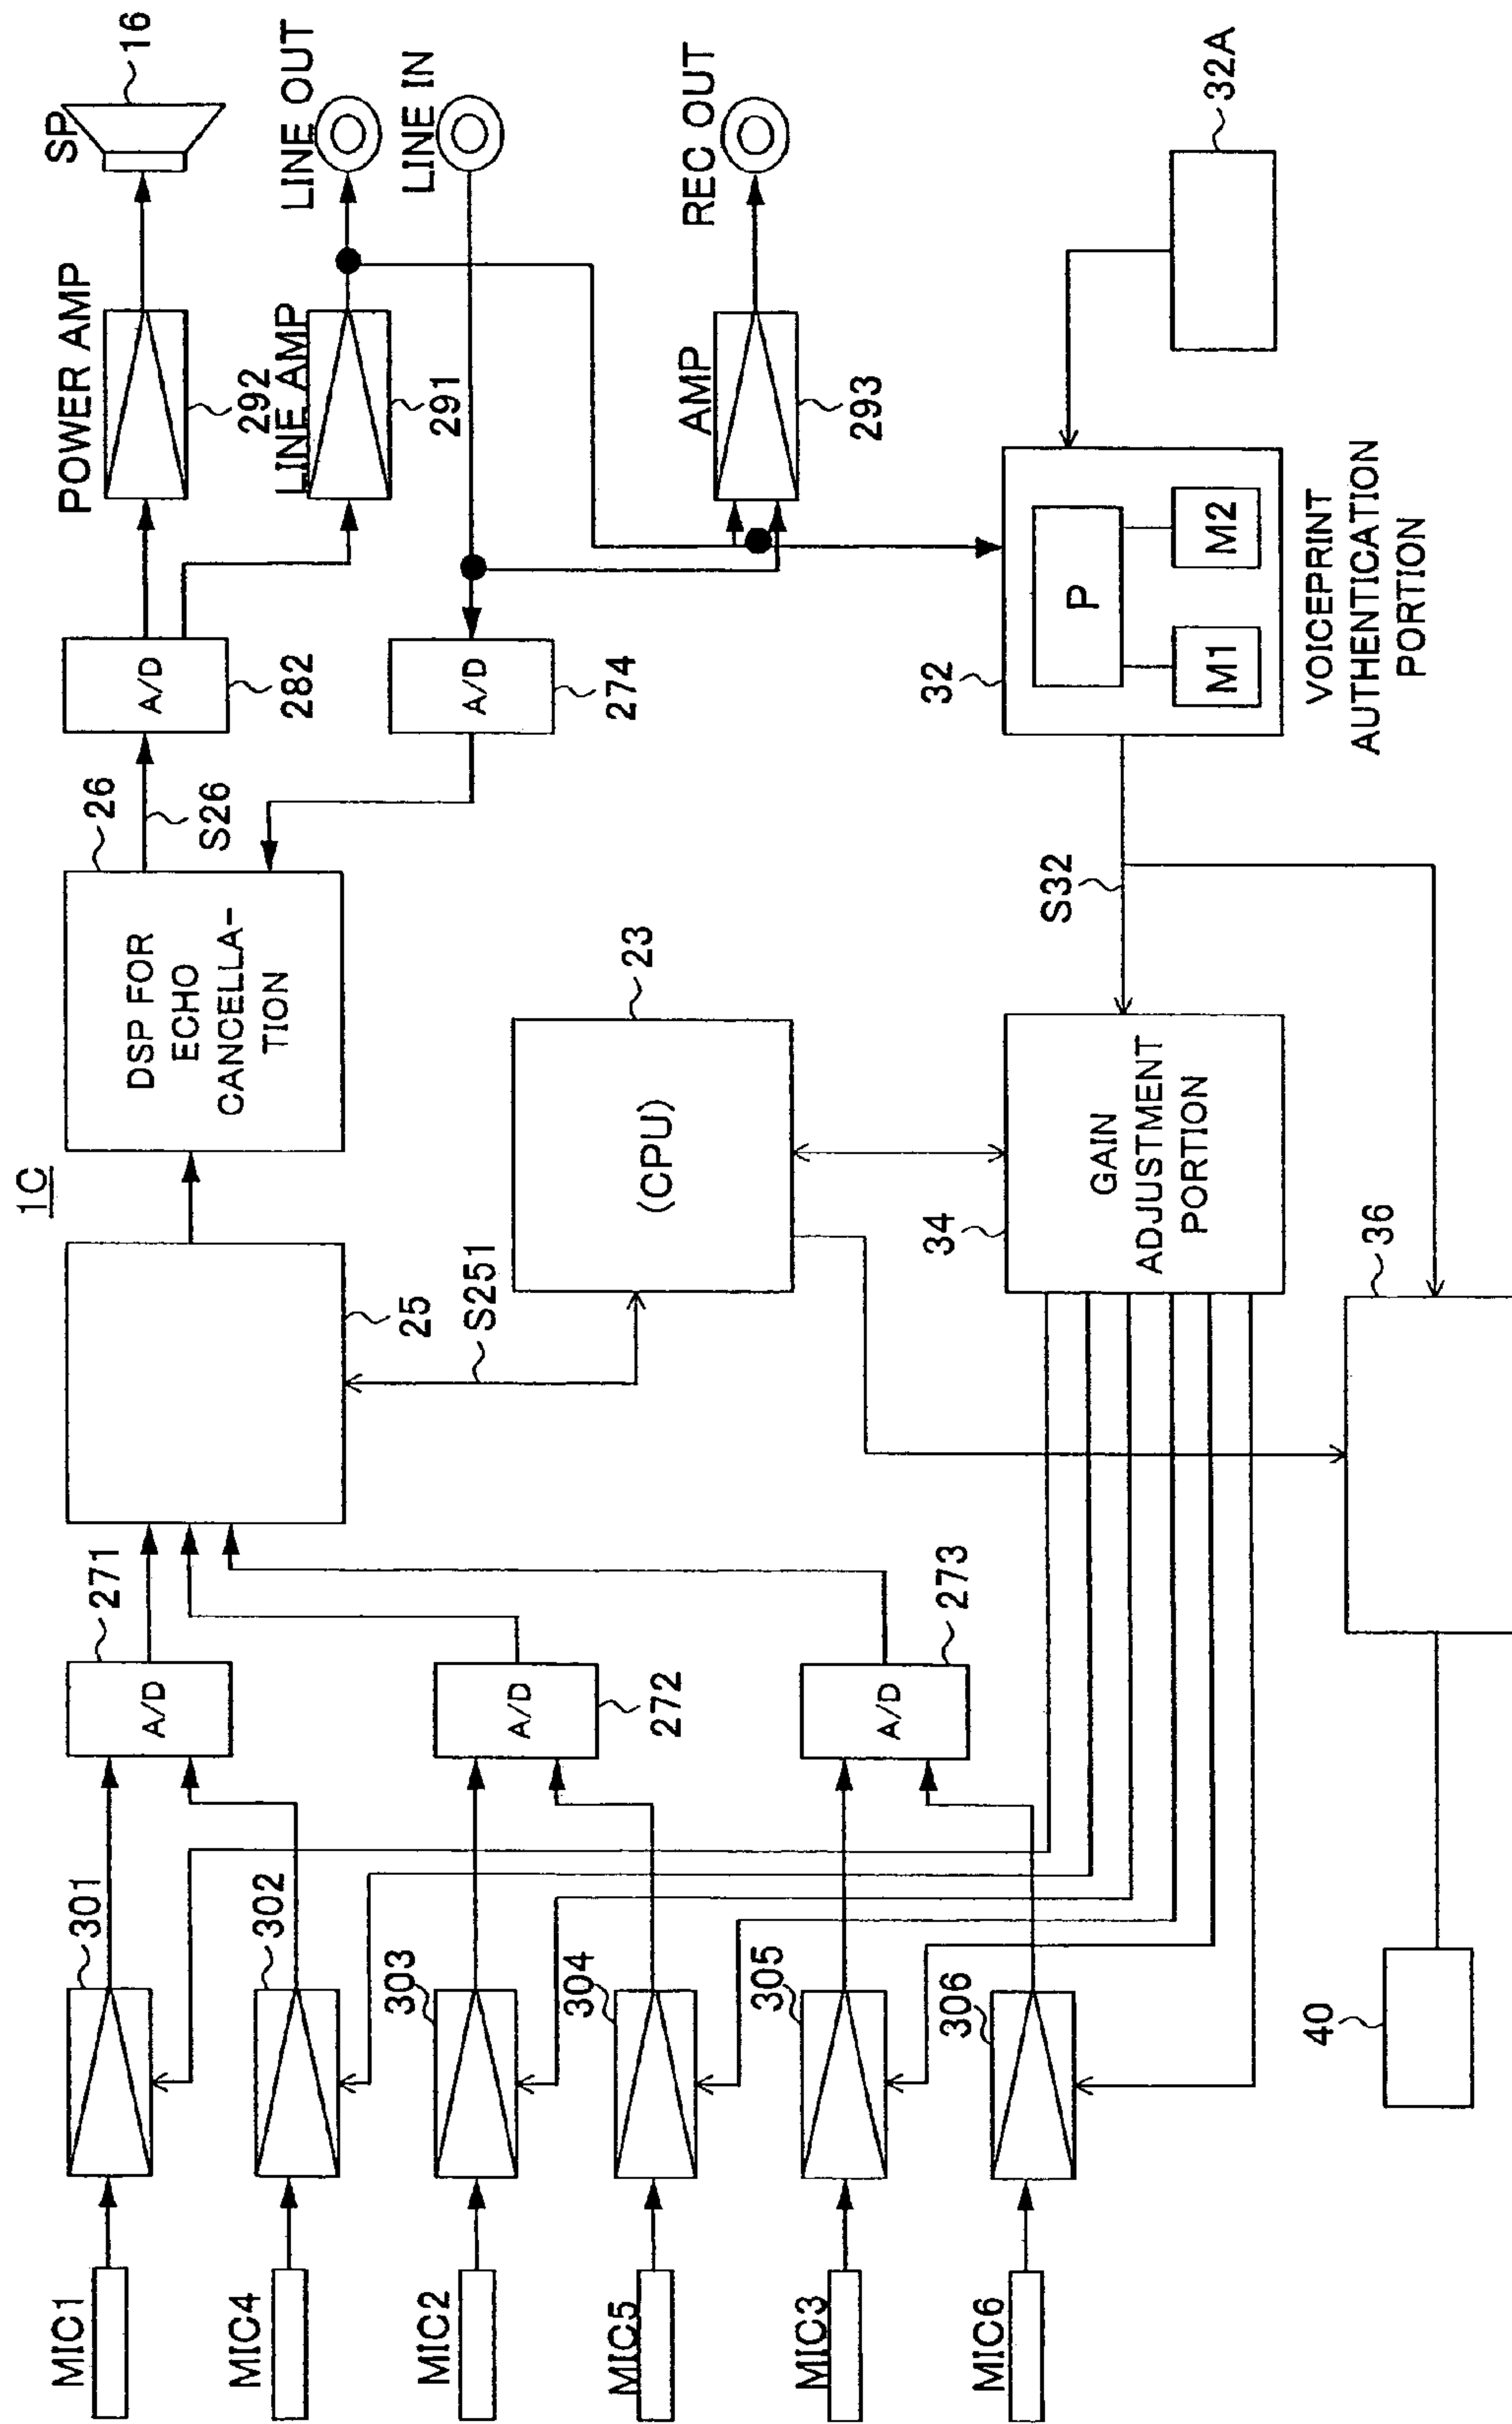 1C
MIC1
MIC4
MIC2
MIC5
MIC3
MIC6
301
302
303
304
305
306
271
A/D
A/D
272
A/D
273
25
S251
DSP FOR
ECHO
CANCELLA-
TION
26
S26
23
(CPU)
34
GAIN
ADJUSTMENT
PORTION
36
40
A/D
282
A/D
274
POWER AMP
292
LINE AMP
291
AMP
293
SP
16
LINE OUT
LINE IN
REC OUT
32A
32
P
M1
M2
VOICEPRINT
AUTHENTICATION
PORTION
S32